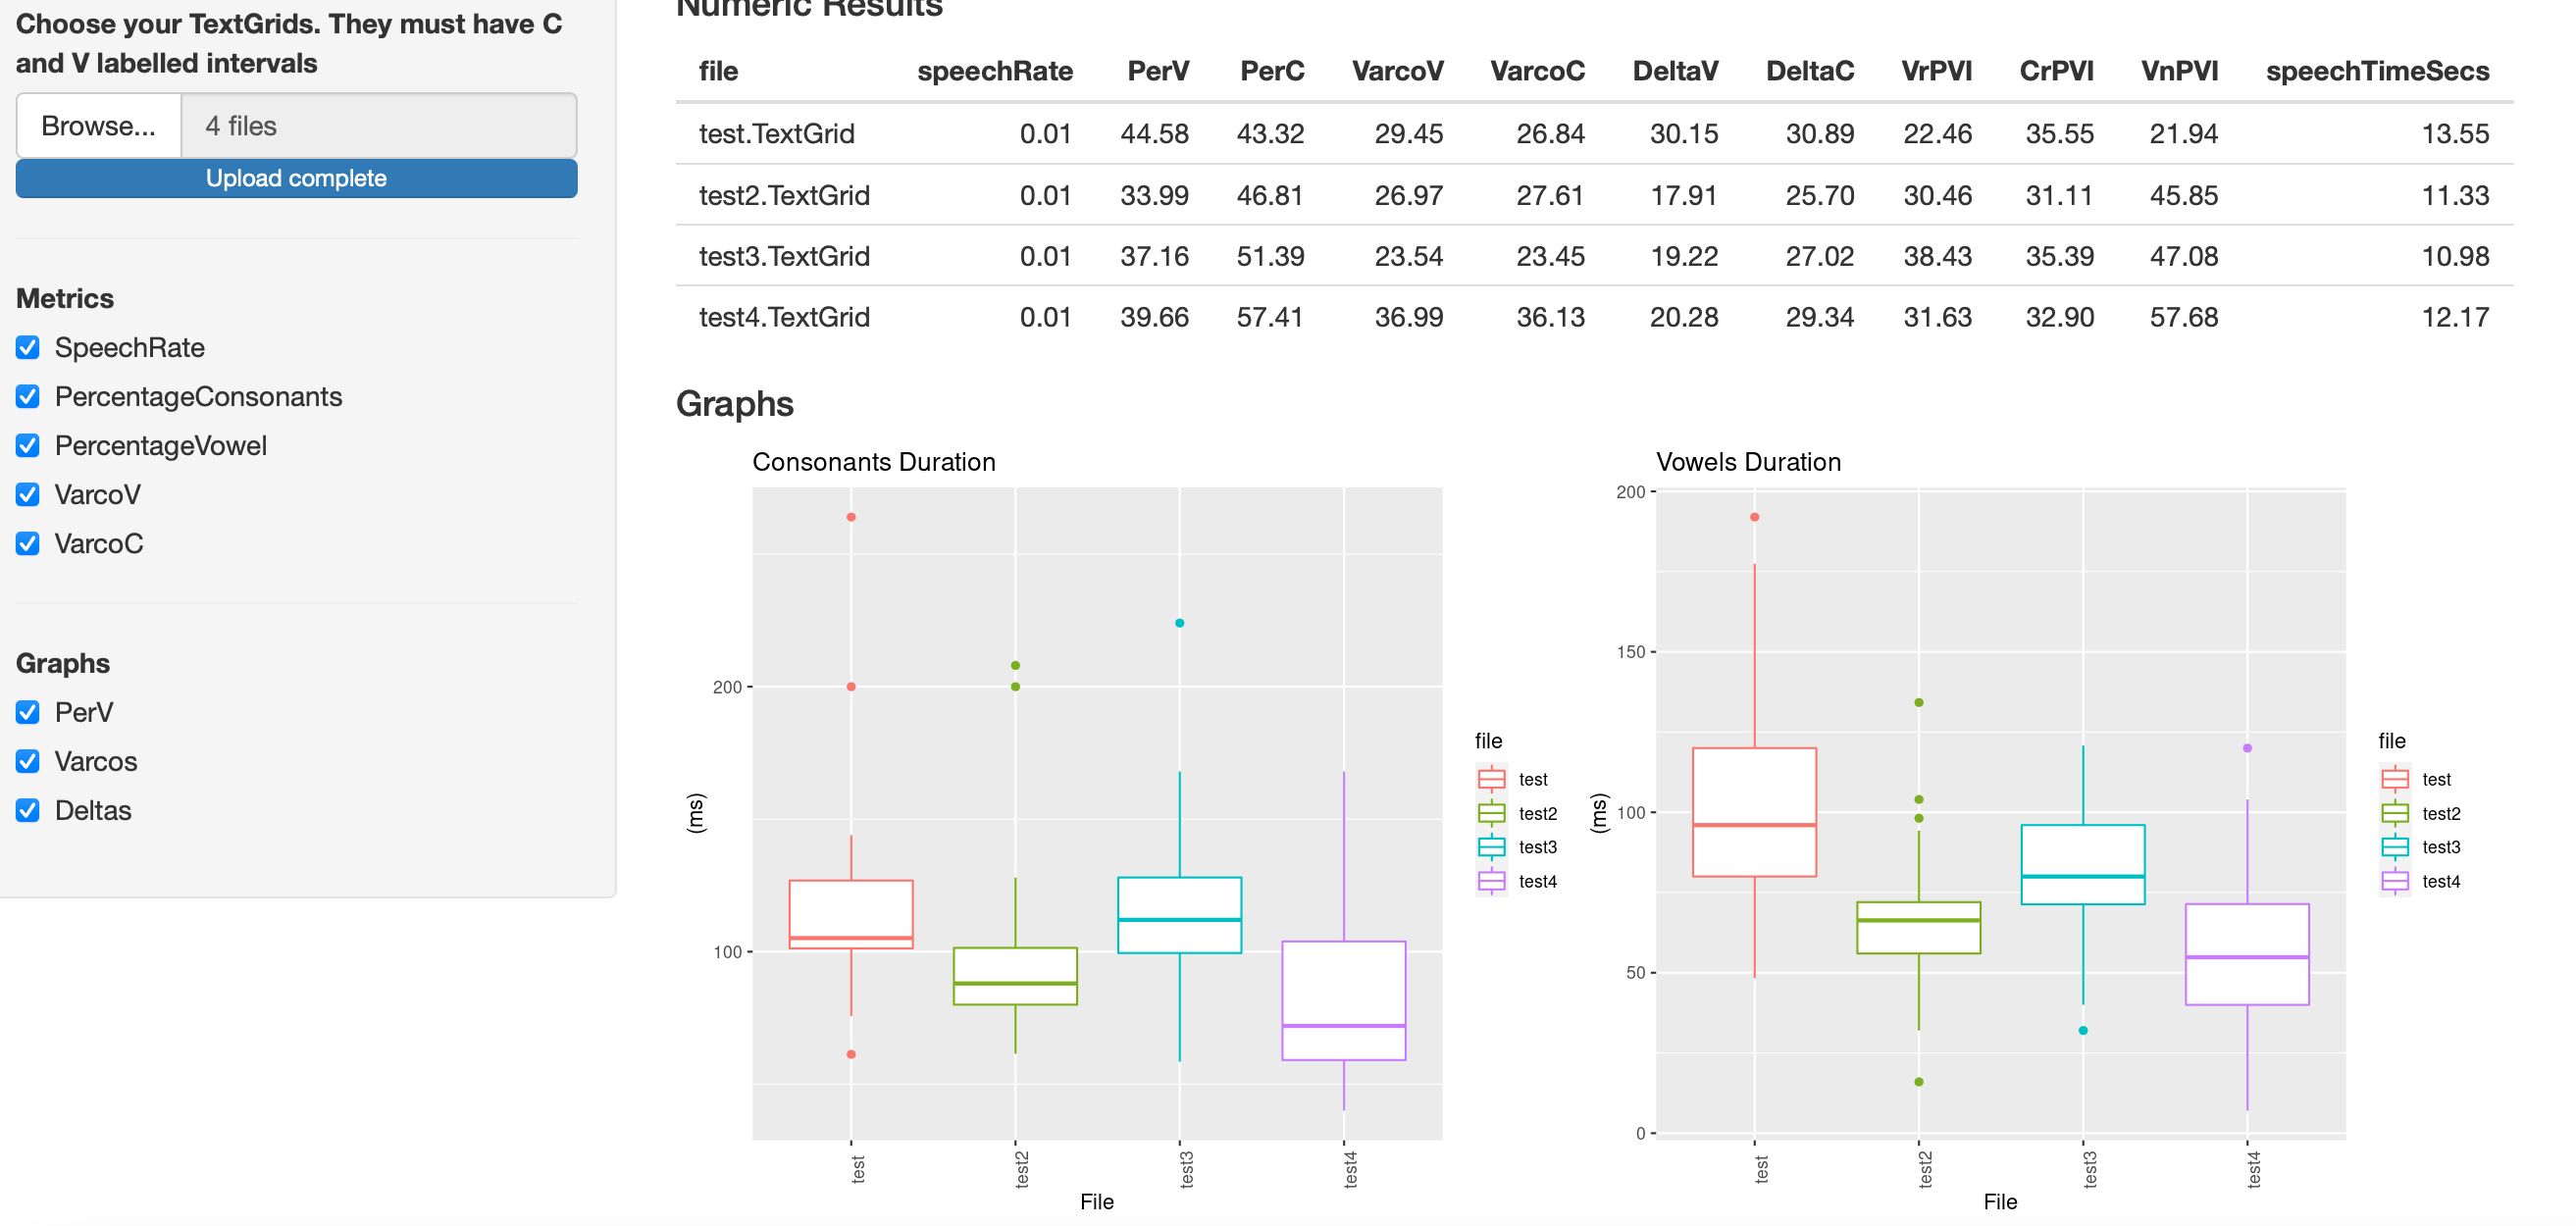 Choose your TextGrids. They must have C
and V labelled intervals
Browse... 4 files
Upload complete
Metrics
SpeechRate
PercentageConsonants
PercentageVowel
VarcoV
VarcoC
Graphs
PerV
Varcos
Deltas
Numeric Results
file speechRate PerV PerC VarcoV VarcoC DeltaV DeltaC VrPVI CrPVI VnPVI speechTimeSecs
test.TextGrid 0.01 44.58 43.32 29.45 26.84 30.15 30.89 22.46 35.55 21.94 13.55
test2.TextGrid 0.01 33.99 46.81 26.97 27.61 17.91 25.70 30.46 31.11 45.85 11.33
test3.TextGrid 0.01 37.16 51.39 23.54 23.45 19.22 27.02 38.43 35.39 47.08 10.98
test4.TextGrid 0.01 39.66 57.41 36.99 36.13 20.28 29.34 31.63 32.90 57.68 12.17
Graphs
Consonants Duration
(ms)
200
100
test test2 test3 test4
File
file
test
test2
test3
test4
Vowels Duration
(ms)
200
150
100
50
0
test test2 test3 test4
File
file
test
test2
test3
test4